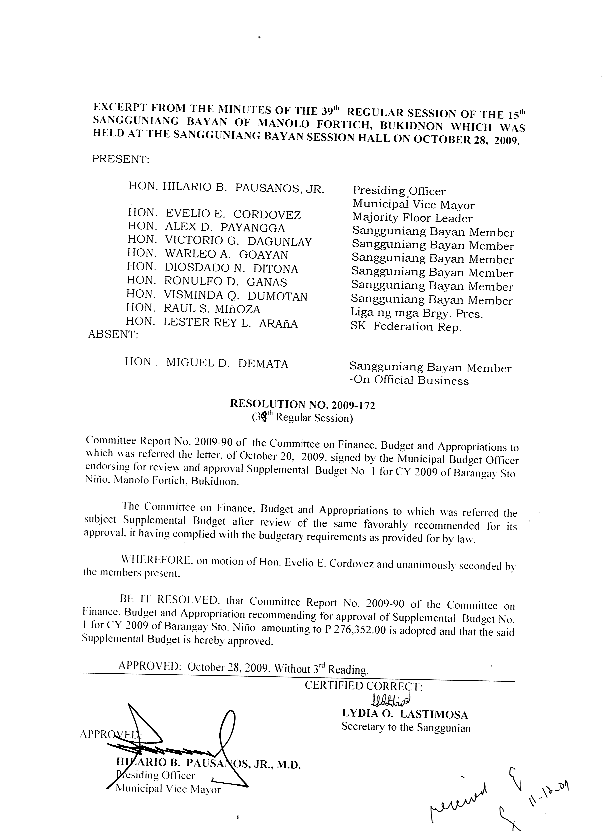 EXCERPT FROM THE MINUTES OF THE 39th REGULAR SESSION OF THE 15th
SANGGUNIANG BAYAN OF MANOLO FORTICH, BUKIDNON WHICH WAS
HELD AT THE SANGGUNIANG BAYAN SESSION HALL ON OCTOBER 28, 2009.
PRESENT:
HON. HILARIO B. PAUSANOS, JR. Presiding Officer
Municipal Vice Mayor
HON. EVELIO E. CORDOVEZ Majority Floor Leader
HON. ALEX D. PAYANGGA Sangguniang Bayan Member
HON. VICTORIO G. DAGUNLAY Sangguniang Bayan Member
HON. WARLEO A. GOAYAN Sangguniang Bayan Member
HON. DIOSDADO N. DITONA Sangguniang Bayan Member
HON. RONULFO D. GANAS Sangguniang Bayan Member
HON. VISMINDA Q. DUMOTAN Sangguniang Bayan Member
HON. RAUL S. MIñOZA Liga ng mga Brgy. Pres.
HON. LESTER REY L. ARAñA SK Federation Rep.
ABSENT:
HON. MIGUEL D. DEMATA Sangguniang Bayan Member
-On Official Business
RESOLUTION NO. 2009-172
(39th Regular Session)
Committee Report No. 2009-90 of the Committee on Finance, Budget and Appropriations to
which was referred the letter, of October 20, 2009, signed by the Municipal Budget Officer
endorsing for review and approval Supplemental Budget No. 1 for CY 2009 of Barangay Sto.
Niño, Manolo Fortich, Bukidnon.
The Committee on Finance, Budget and Appropriations to which was referred the
subject Supplemental Budget after review of the same favorably recommended for its
approval, it having complied with the budgetary requirements as provided for by law.
WHEREFORE, on motion of Hon. Evelio E. Cordovez and unanimously seconded by
the members present.
BE IT RESOLVED, that Committee Report No. 2009-90 of the Committee on
Finance, Budget and Appropriation recommending for approval of Supplemental Budget No.
1 for CY 2009 of Barangay Sto. Niño amounting to P 276,352.00 is adopted and that the said
Supplemental Budget is hereby approved.
APPROVED: October 28, 2009. Without 3rd Reading.
CERTIFIED CORRECT:
LYDIA O. LASTIMOSA
Secretary to the Sanggunian
APPROVED:
HILARIO B. PAUSANOS, JR., M.D.
Presiding Officer
Municipal Vice Mayor
received
11-12-09